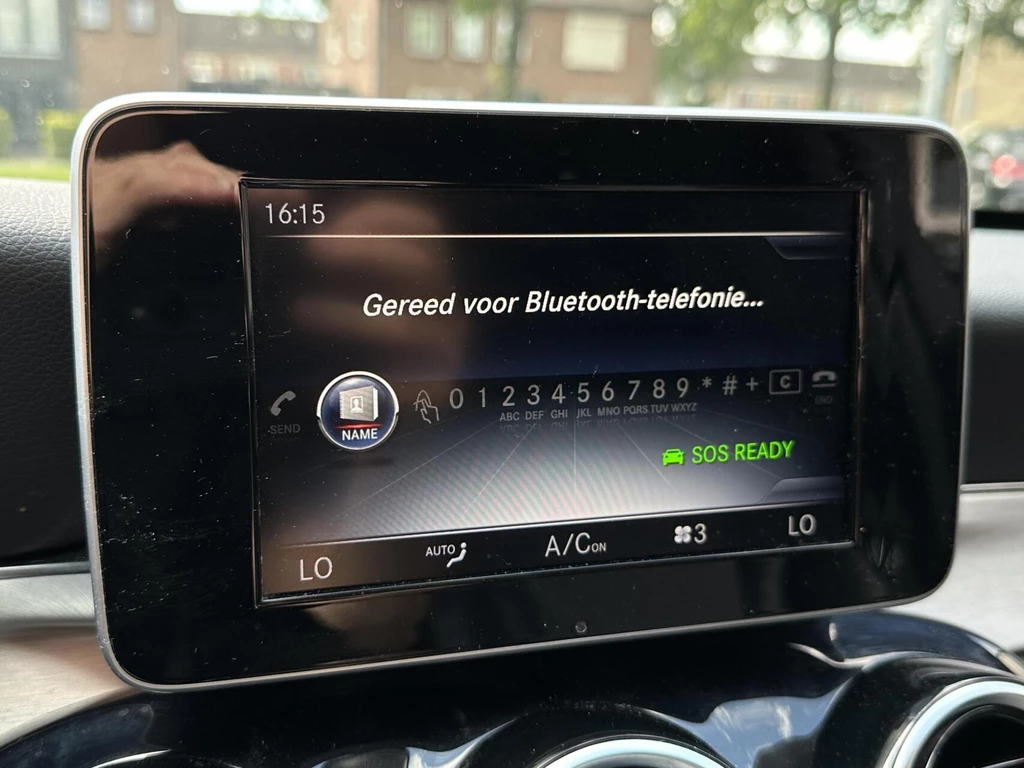 16:15
Gereed voor Bluetooth-telefonie...
SEND NAME 0 1 2 3 4 5 6 7 8 9 * # + C END
ABC DEF GHI JKL MNO PQRS TUV WXYZ
SOS READY
LO AUTO A/C ON 3 LO